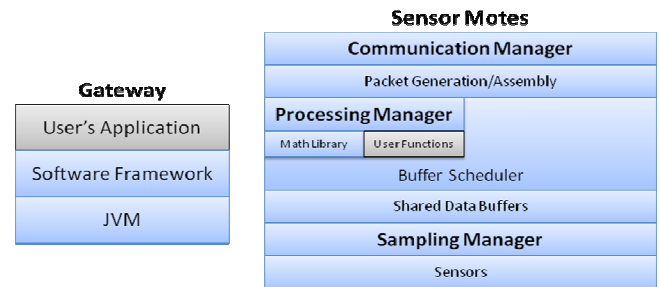 Gateway
User's Application
Software Framework
JVM
Sensor Motes
Communication Manager
Packet Generation/Assembly
Processing Manager
Math Library
User Functions
Buffer Scheduler
Shared Data Buffers
Sampling Manager
Sensors